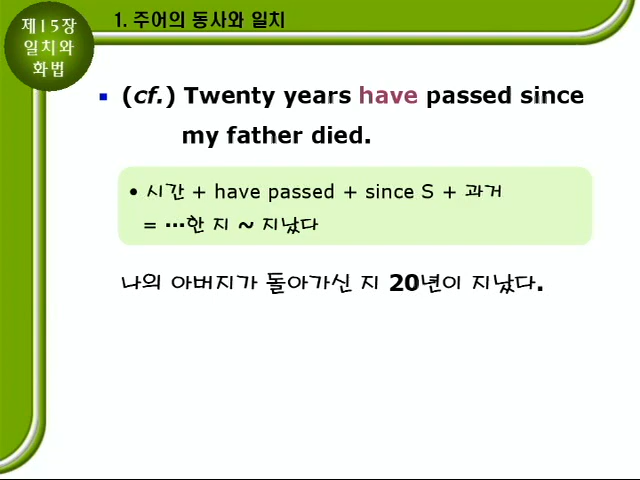 제15장
일치와
화법
1. 주어의 동사와 일치
(cf.) Twenty years have passed since
my father died.
• 시간 + have passed + since S + 과거
= …한 지 ~ 지났다
나의 아버지가 돌아가신 지 20년이 지났다.